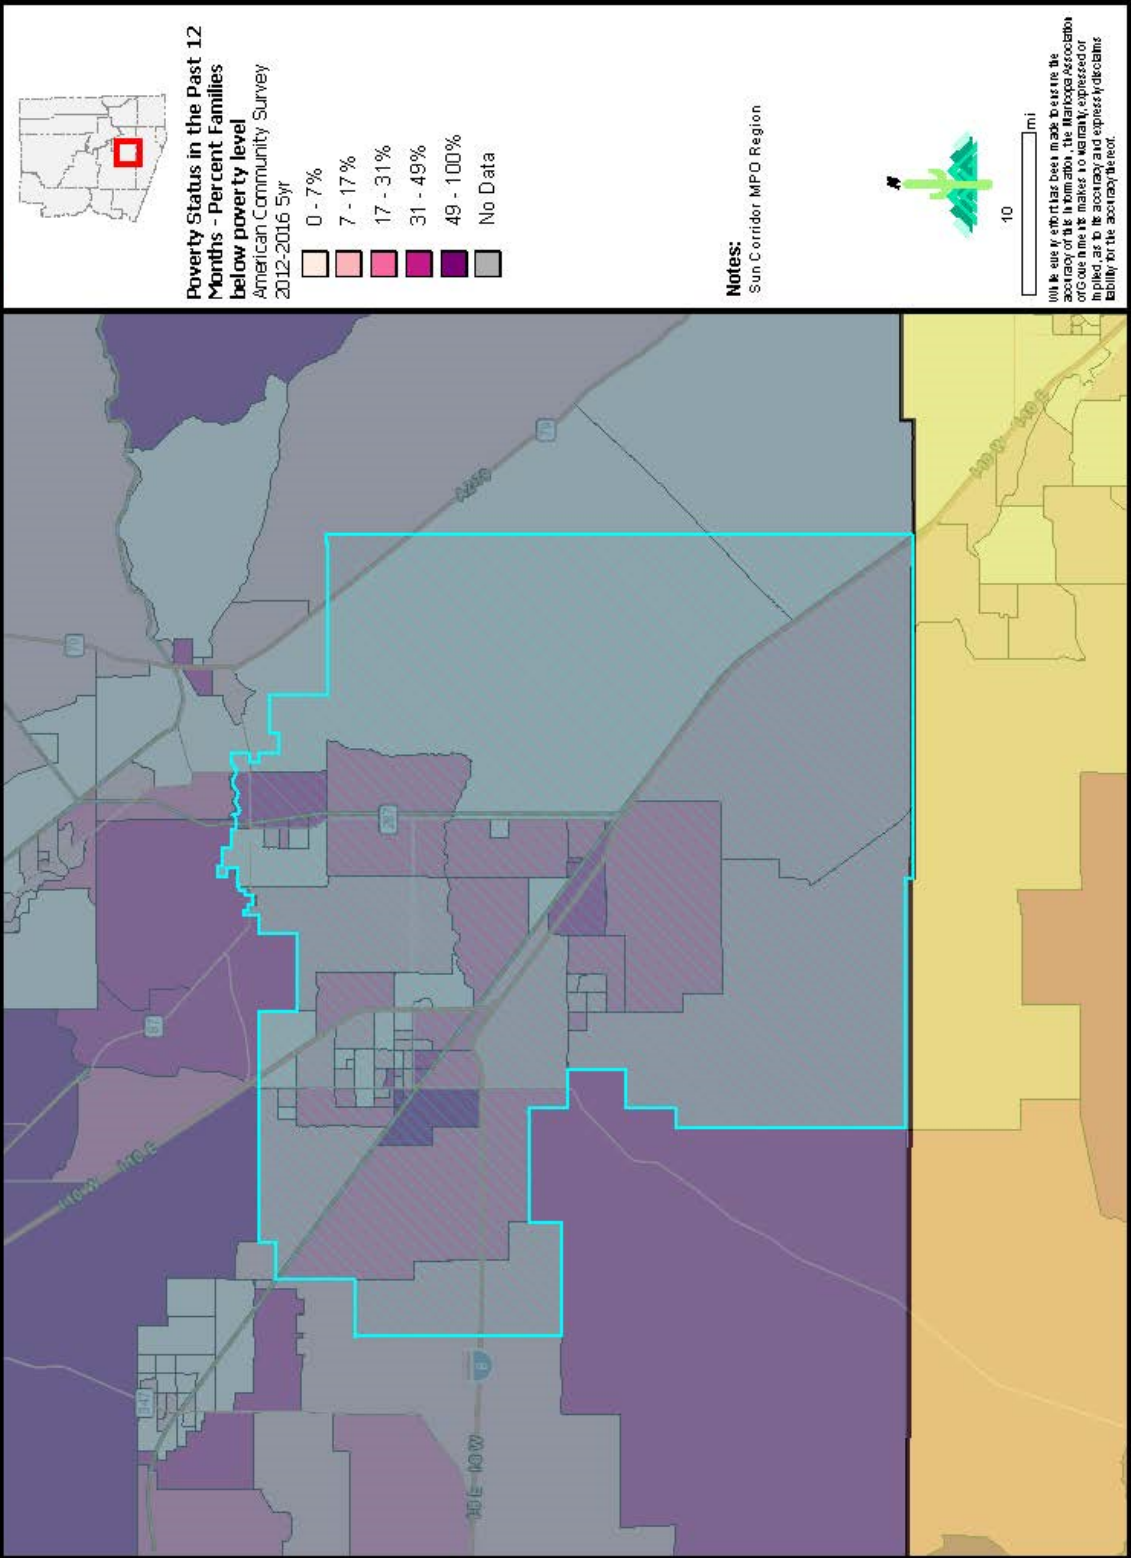 Poverty Status in the Past 12
Months - Percent Families
below poverty level
American Community Survey
2012-2016 5yr
0 - 7%
7 - 17%
17 - 31%
31 - 49%
49 - 100%
No Data
Notes:
Sun Corridor MPO Region
N
10
mi
While every effort has been made to ensure the
accuracy of this information, the Maricopa Association
of Governments makes no warranty, expressed or
implied, as to its accuracy and expressly disclaims
liability for the accuracy thereof.
79
79
287
87
347
8
I-10 W I-10 E
I-8 E I-8 W